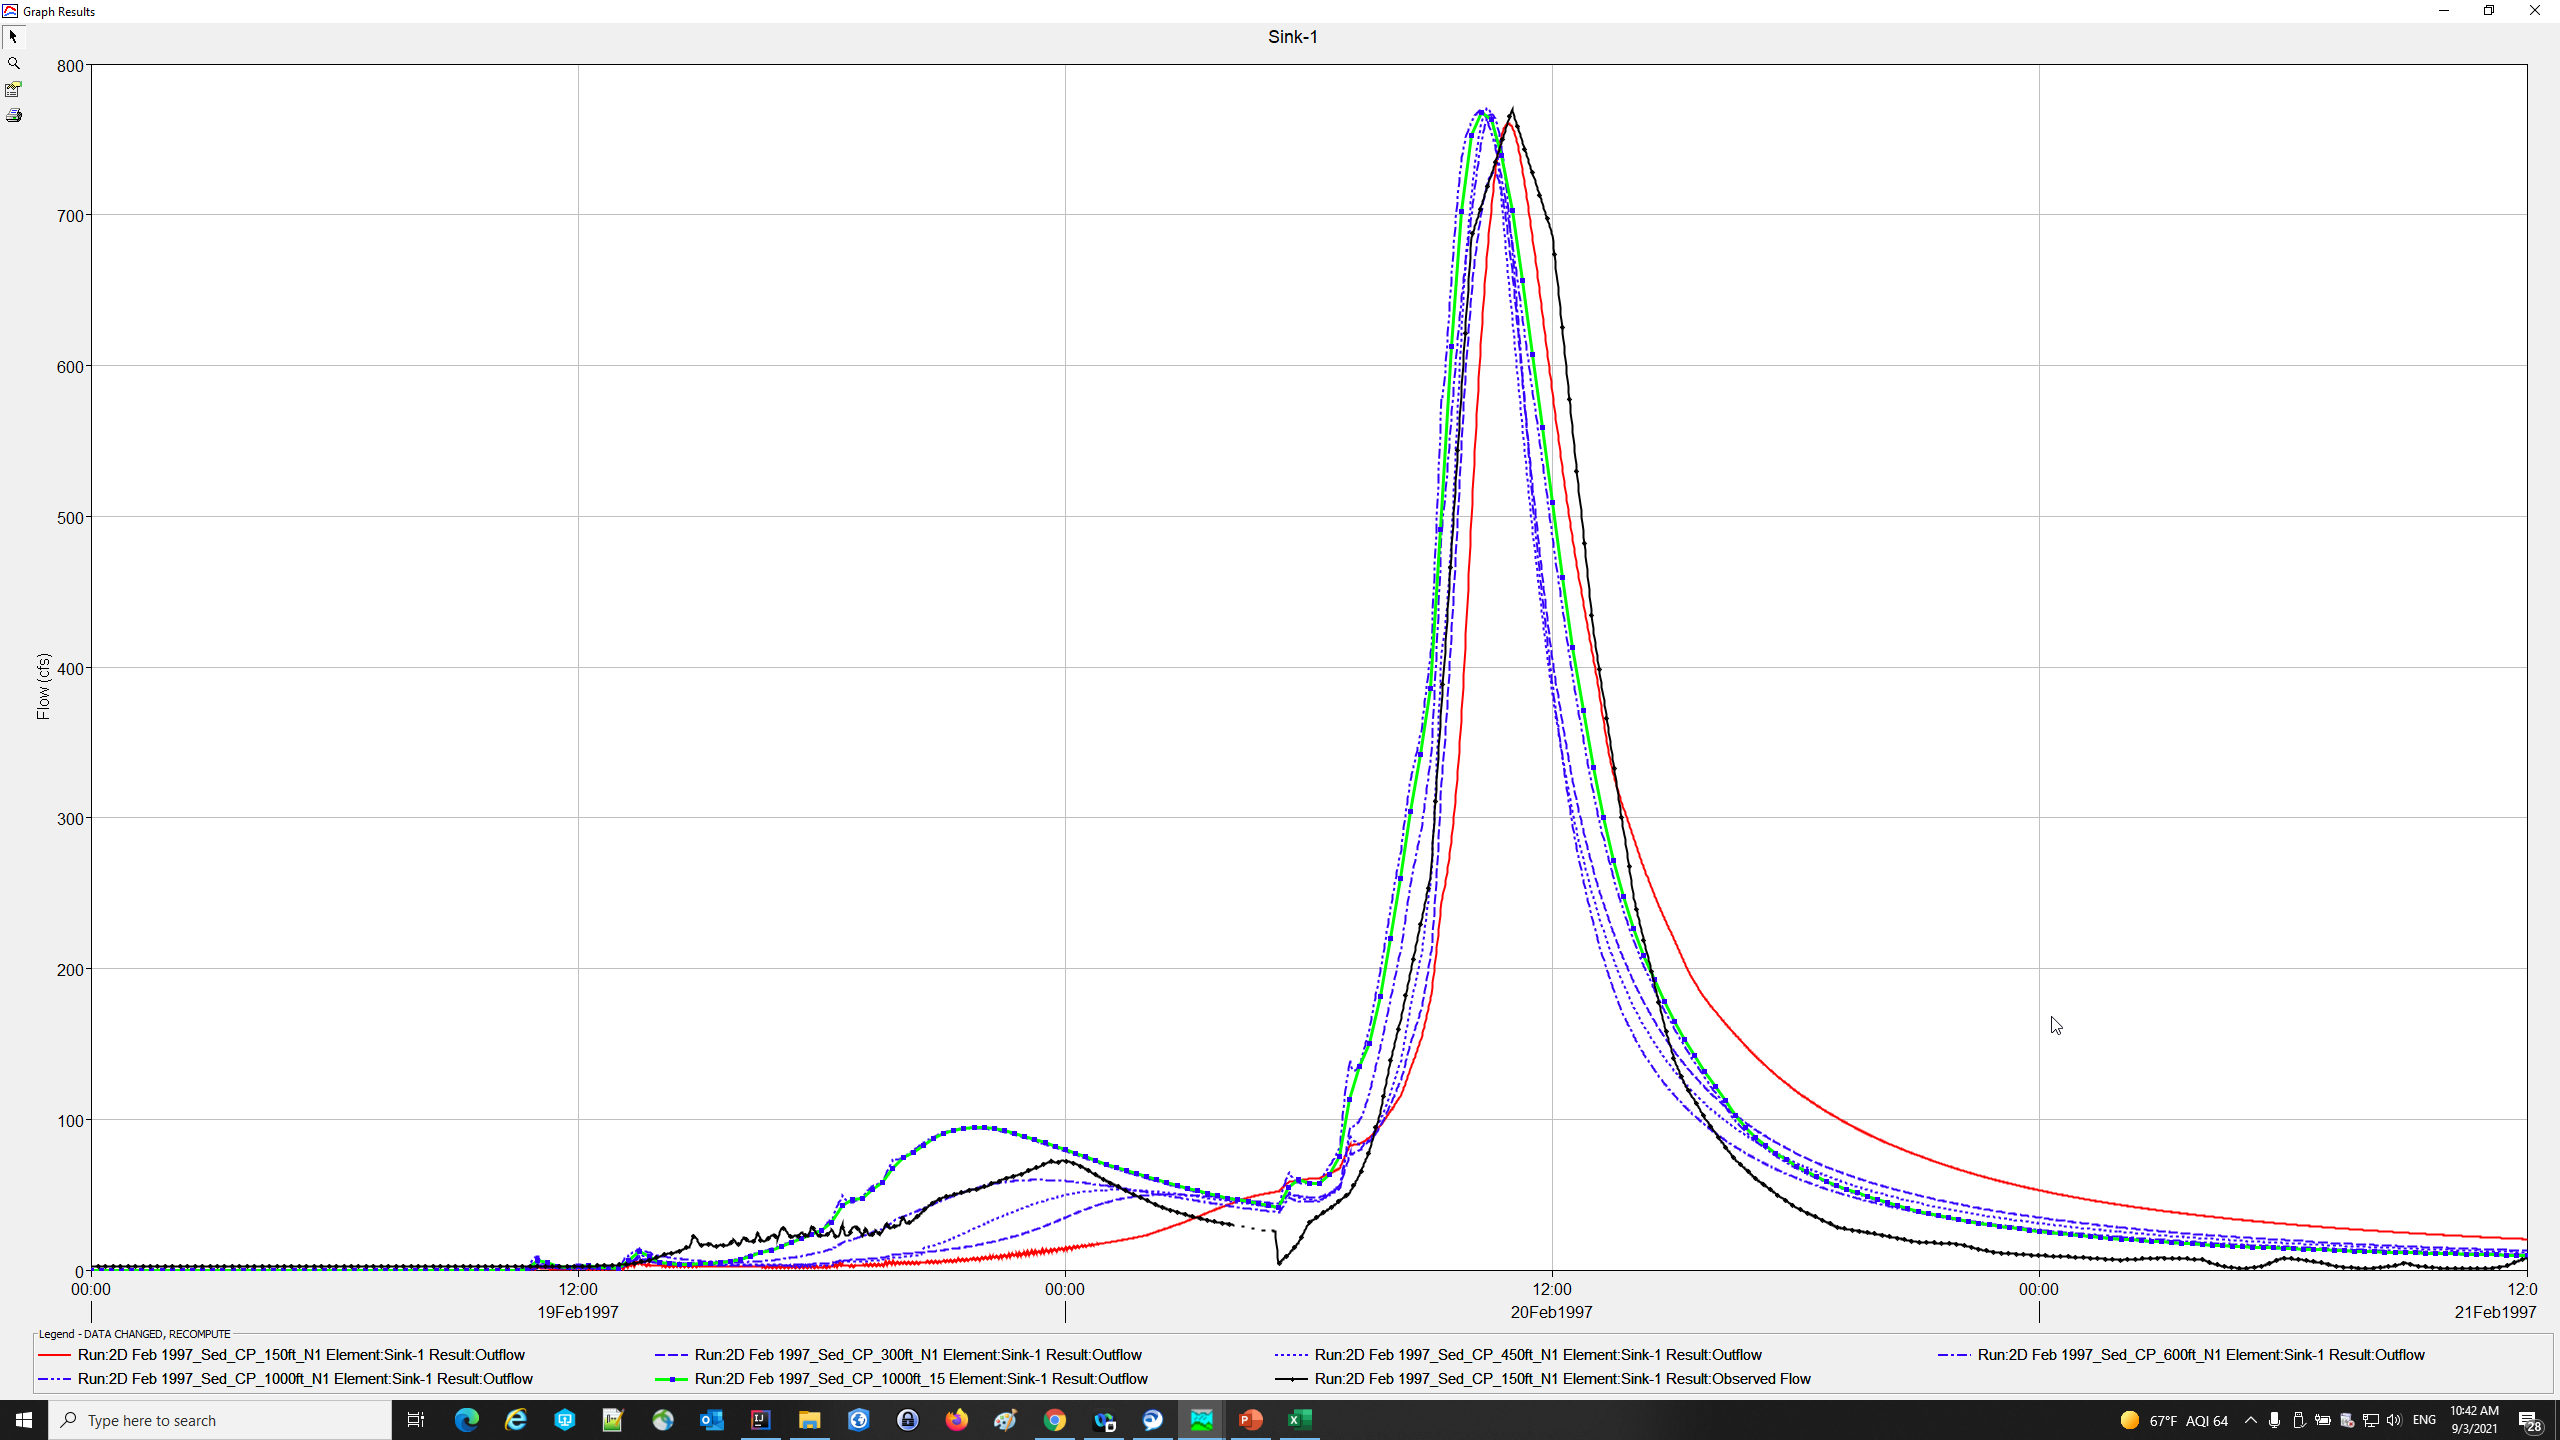 Graph Results
Sink-1
800
700
600
500
400
300
200
100
0
Flow (cfs)
00:00 12:00 00:00 12:00 00:00 12:0
19Feb1997 20Feb1997 21Feb1997
Legend - DATA CHANGED, RECOMPUTE
Run:2D Feb 1997_Sed_CP_150ft_N1 Element:Sink-1 Result:Outflow Run:2D Feb 1997_Sed_CP_300ft_N1 Element:Sink-1 Result:Outflow Run:2D Feb 1997_Sed_CP_450ft_N1 Element:Sink-1 Result:Outflow Run:2D Feb 1997_Sed_CP_600ft_N1 Element:Sink-1 Result:Outflow
Run:2D Feb 1997_Sed_CP_1000ft_N1 Element:Sink-1 Result:Outflow Run:2D Feb 1997_Sed_CP_1000ft_15 Element:Sink-1 Result:Outflow Run:2D Feb 1997_Sed_CP_150ft_N1 Element:Sink-1 Result:Observed Flow
Type here to search 67°F AQI 64 ENG 10:42 AM
9/3/2021 28